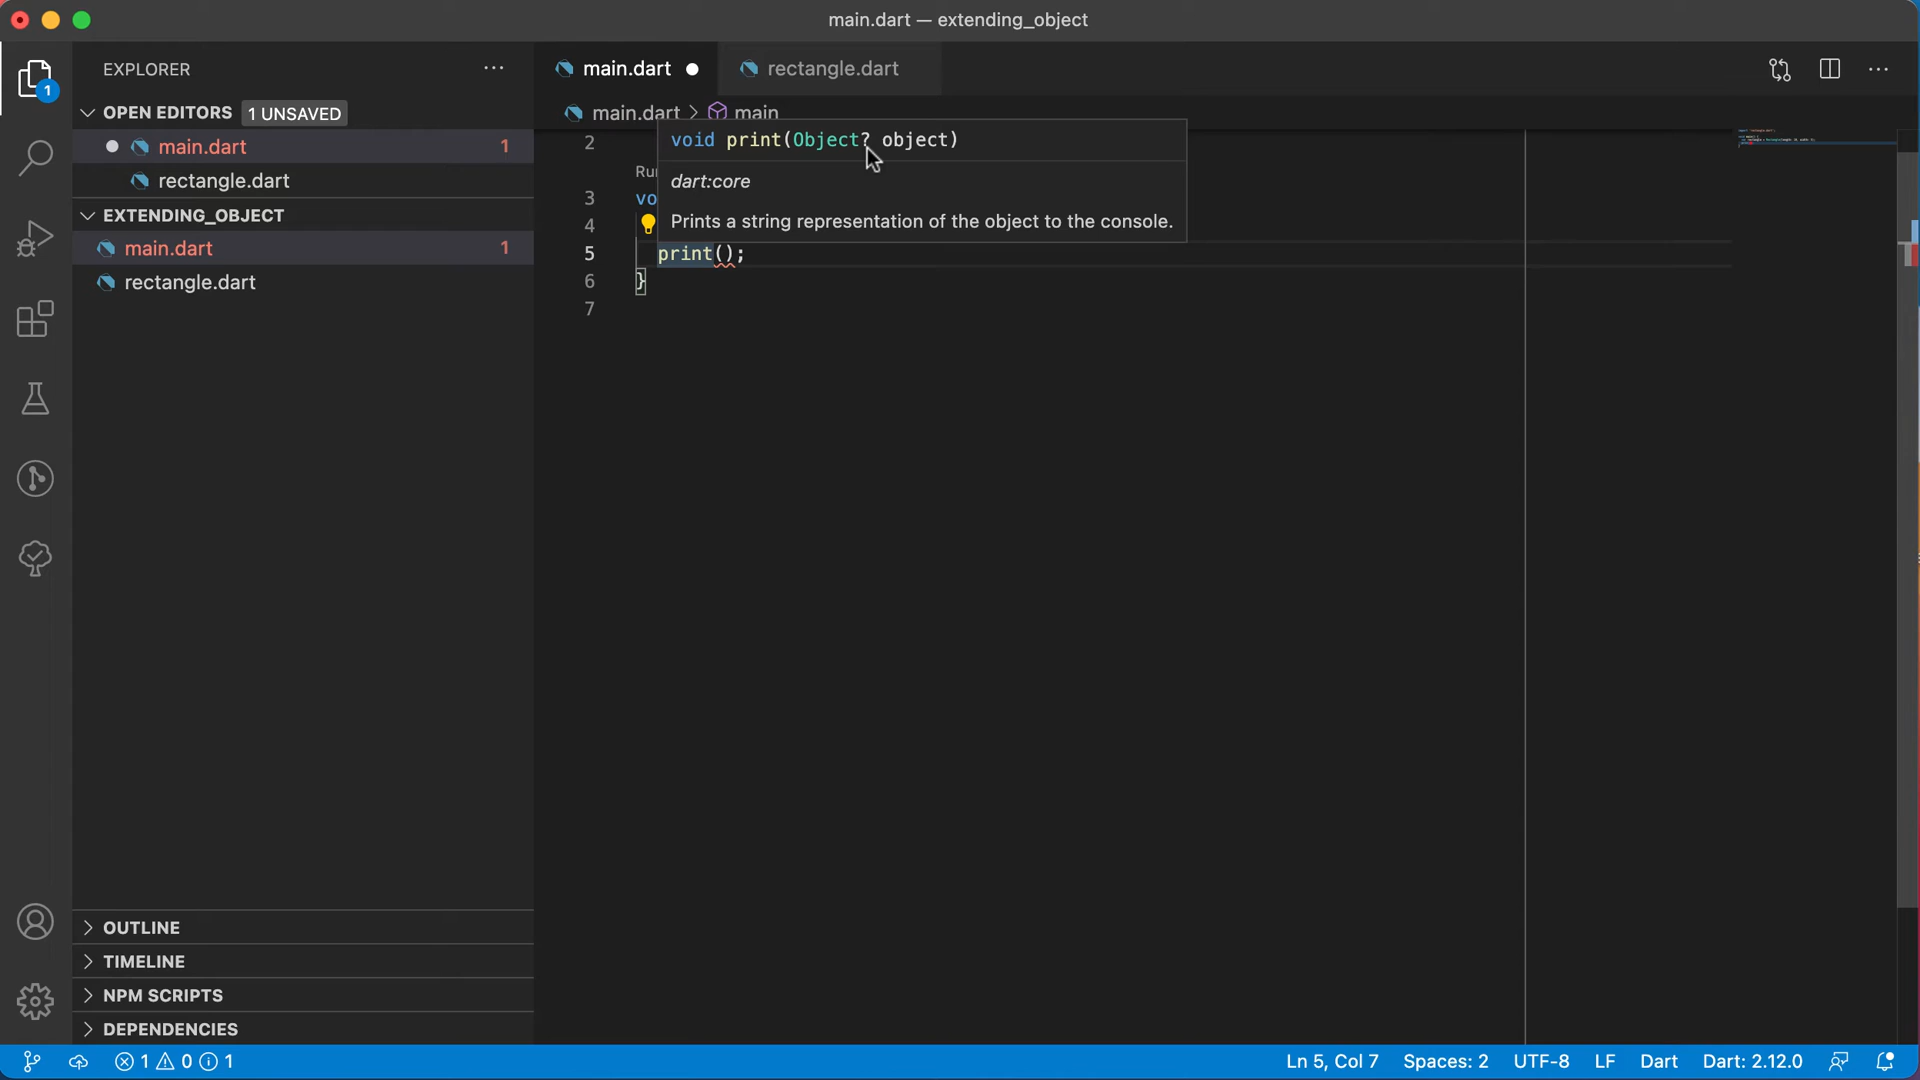 main.dart — extending_object
EXPLORER
OPEN EDITORS 1 UNSAVED
main.dart 1
rectangle.dart
EXTENDING_OBJECT
main.dart 1
rectangle.dart
OUTLINE
TIMELINE
NPM SCRIPTS
DEPENDENCIES
1
main.dart
rectangle.dart
main.dart > main
void print(Object? object)
dart:core
Prints a string representation of the object to the console.
2
Ru
3 vo
4
5 print();
6 }
7
1 0 1
Ln 5, Col 7 Spaces: 2 UTF-8 LF Dart Dart: 2.12.0